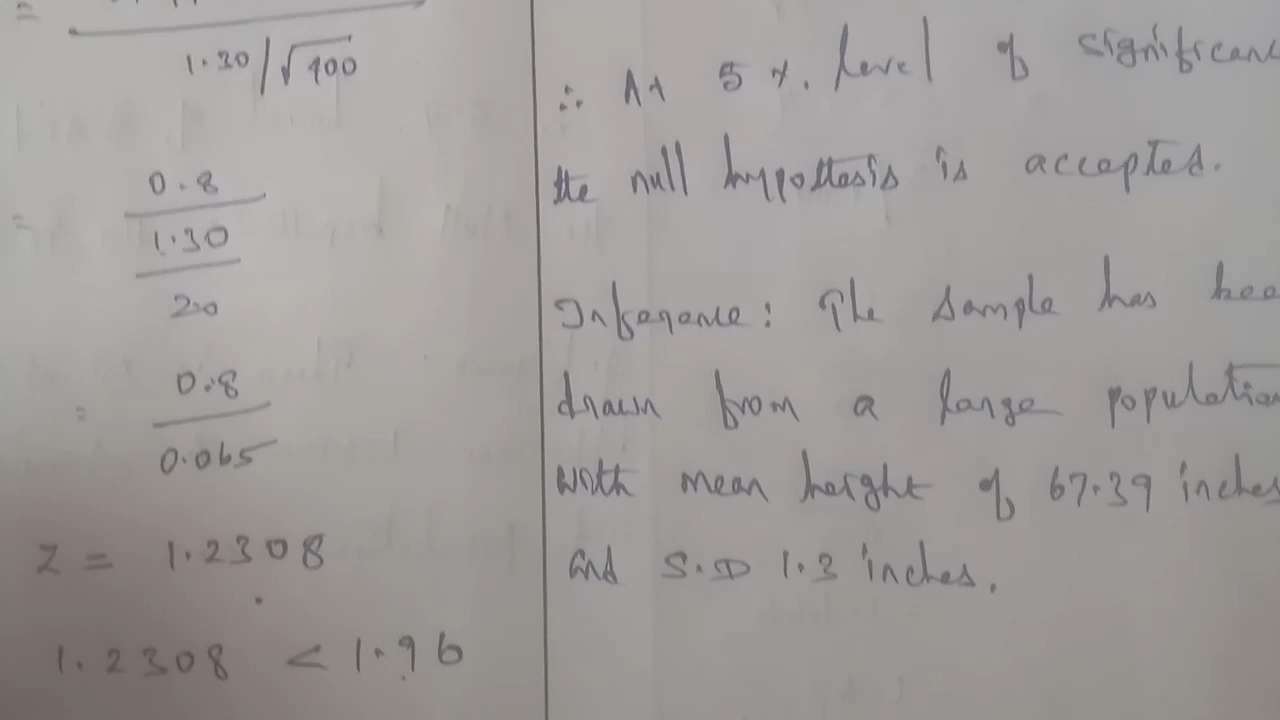 =
1.30/√400
= 0.8
1.30
20
= 0.8
0.065
Z = 1.2308
1.2308 < 1.96
∴ At 5 %. level of significanc
the null hypothesis is accepted.
Inference: The sample has bee
drawn from a large population
with mean height of 67.39 inches
and S.D 1.3 inches.